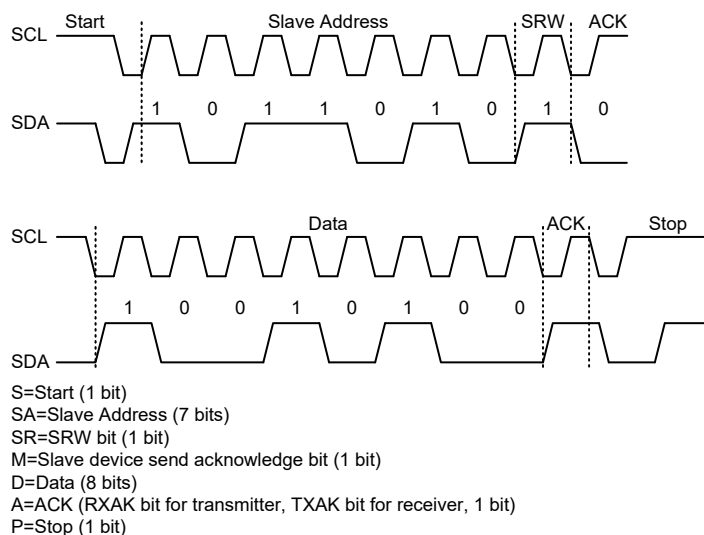 Start Slave Address SRW ACK
SCL
1 0 1 1 0 1 0 1 0
SDA
Data ACK Stop
SCL
1 0 0 1 0 1 0 0
SDA
S=Start (1 bit)
SA=Slave Address (7 bits)
SR=SRW bit (1 bit)
M=Slave device send acknowledge bit (1 bit)
D=Data (8 bits)
A=ACK (RXAK bit for transmitter, TXAK bit for receiver, 1 bit)
P=Stop (1 bit)